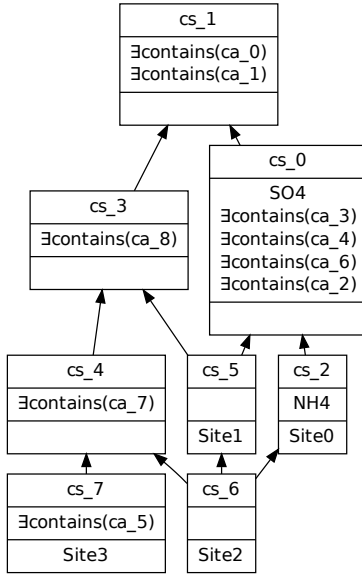 cs_1
∃contains(ca_0)
∃contains(ca_1)
cs_0
SO4
∃contains(ca_3)
∃contains(ca_4)
∃contains(ca_6)
∃contains(ca_2)
cs_3
∃contains(ca_8)
cs_4
∃contains(ca_7)
cs_5
Site1
cs_2
NH4
Site0
cs_7
∃contains(ca_5)
Site3
cs_6
Site2